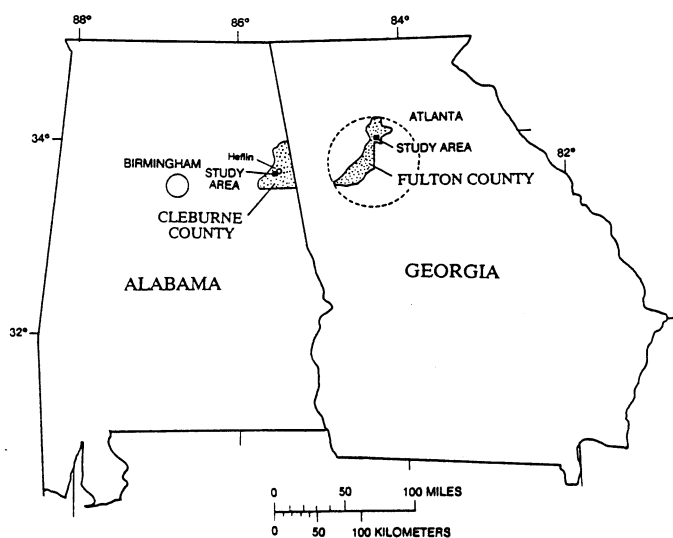 88°
86°
84°
34°
ATLANTA
STUDY AREA
82°
Heflin
BIRMINGHAM
STUDY
AREA
FULTON COUNTY
CLEBURNE
COUNTY
ALABAMA
GEORGIA
32°
0 50 100 MILES
0 50 100 KILOMETERS